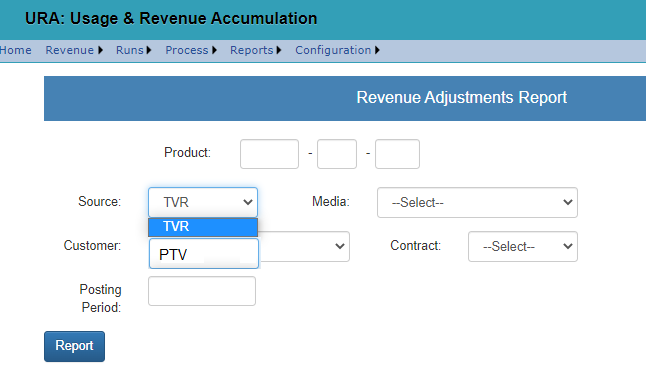 URA: Usage & Revenue Accumulation
Home Revenue Runs Process Reports Configuration
Revenue Adjustments Report
Product: - -
Source: TVR Media: --Select--
TVR
Customer: PTV Contract: --Select--
Posting
Period:
Report